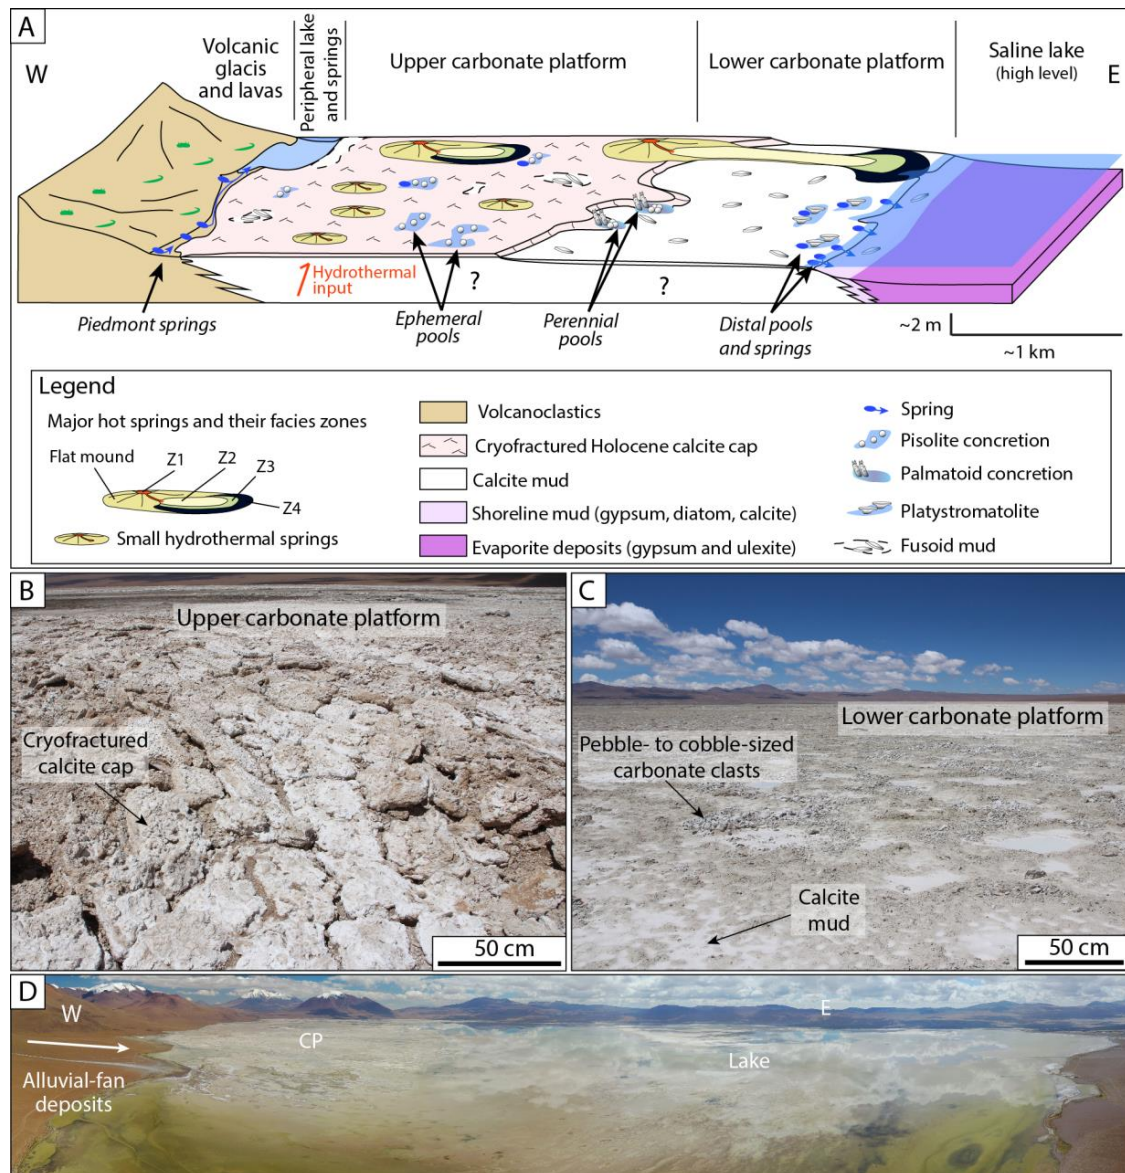 A
W
Volcanic
glacis
and lavas
Peripheral lake
and springs
Upper carbonate platform
Lower carbonate platform
Saline lake
(high level)
E
Hydrothermal
input
?
?
Piedmont springs
Ephemeral
pools
Perennial
pools
Distal pools
and springs
~2 m
~1 km
Legend
Major hot springs and their facies zones
Flat mound
Z1
Z2
Z3
Z4
Small hydrothermal springs
Volcanoclastics
Cryofractured Holocene calcite cap
Calcite mud
Shoreline mud (gypsum, diatom, calcite)
Evaporite deposits (gypsum and ulexite)
Spring
Pisolite concretion
Palmatoid concretion
Platystromatolite
Fusoid mud
B
Upper carbonate platform
Cryofractured
calcite cap
50 cm
C
Lower carbonate platform
Pebble- to cobble-sized
carbonate clasts
Calcite
mud
50 cm
D
W
E
CP
Lake
Alluvial-fan
deposits